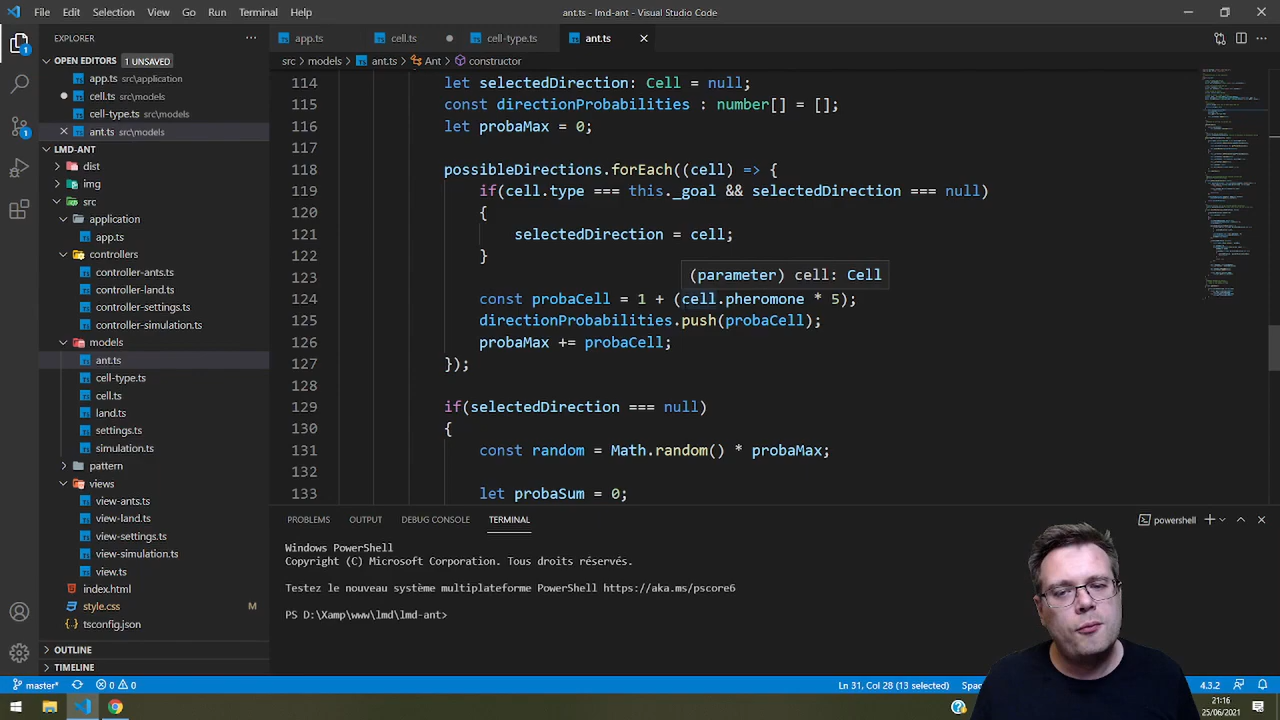 File Edit Selection View Go Run Terminal Help
ant.ts - lmd-ant - Visual Studio Code
EXPLORER
app.ts cell.ts cell-type.ts ant.ts
OPEN EDITORS 1 UNSAVED
src > models > ant.ts > Ant > constructor
app.ts src\application
cell.ts src\models
cell-type.ts src\models
ant.ts src\models
LMD-ANT
dist
img
src
application
app.ts
controllers
controller-ants.ts
controller-land.ts
controller-settings.ts
controller-simulation.ts
models
ant.ts
cell-type.ts
cell.ts
land.ts
settings.ts
simulation.ts
pattern
views
view-ants.ts
view-land.ts
view-settings.ts
view-simulation.ts
view.ts
index.html
style.css M
tsconfig.json
OUTLINE
TIMELINE
114 let selectedDirection: Cell = null;
115 const directionProbabilities : number[] = [];
116 let probaMax = 0;
117
118 possibleDirections.forEach((cell) => {
119 if(cell.type === this._goal && selectedDirection === null)
120 {
121 selectedDirection = cell;
122 }
123
(parameter) cell: Cell
124 const probaCell = 1 + (cell.pheromone * 5);
125 directionProbabilities.push(probaCell);
126 probaMax += probaCell;
127 });
128
129 if(selectedDirection === null)
130 {
131 const random = Math.random() * probaMax;
132
133 let probaSum = 0;
PROBLEMS OUTPUT DEBUG CONSOLE TERMINAL
powershell
Windows PowerShell
Copyright (C) Microsoft Corporation. Tous droits réservés.
Testez le nouveau système multiplateforme PowerShell https://aka.ms/pscore6
PS D:\Xamp\www\lmd\lmd-ant>
master* 0 0
Ln 31, Col 28 (13 selected)
4.3.2
21:16
25/06/2021